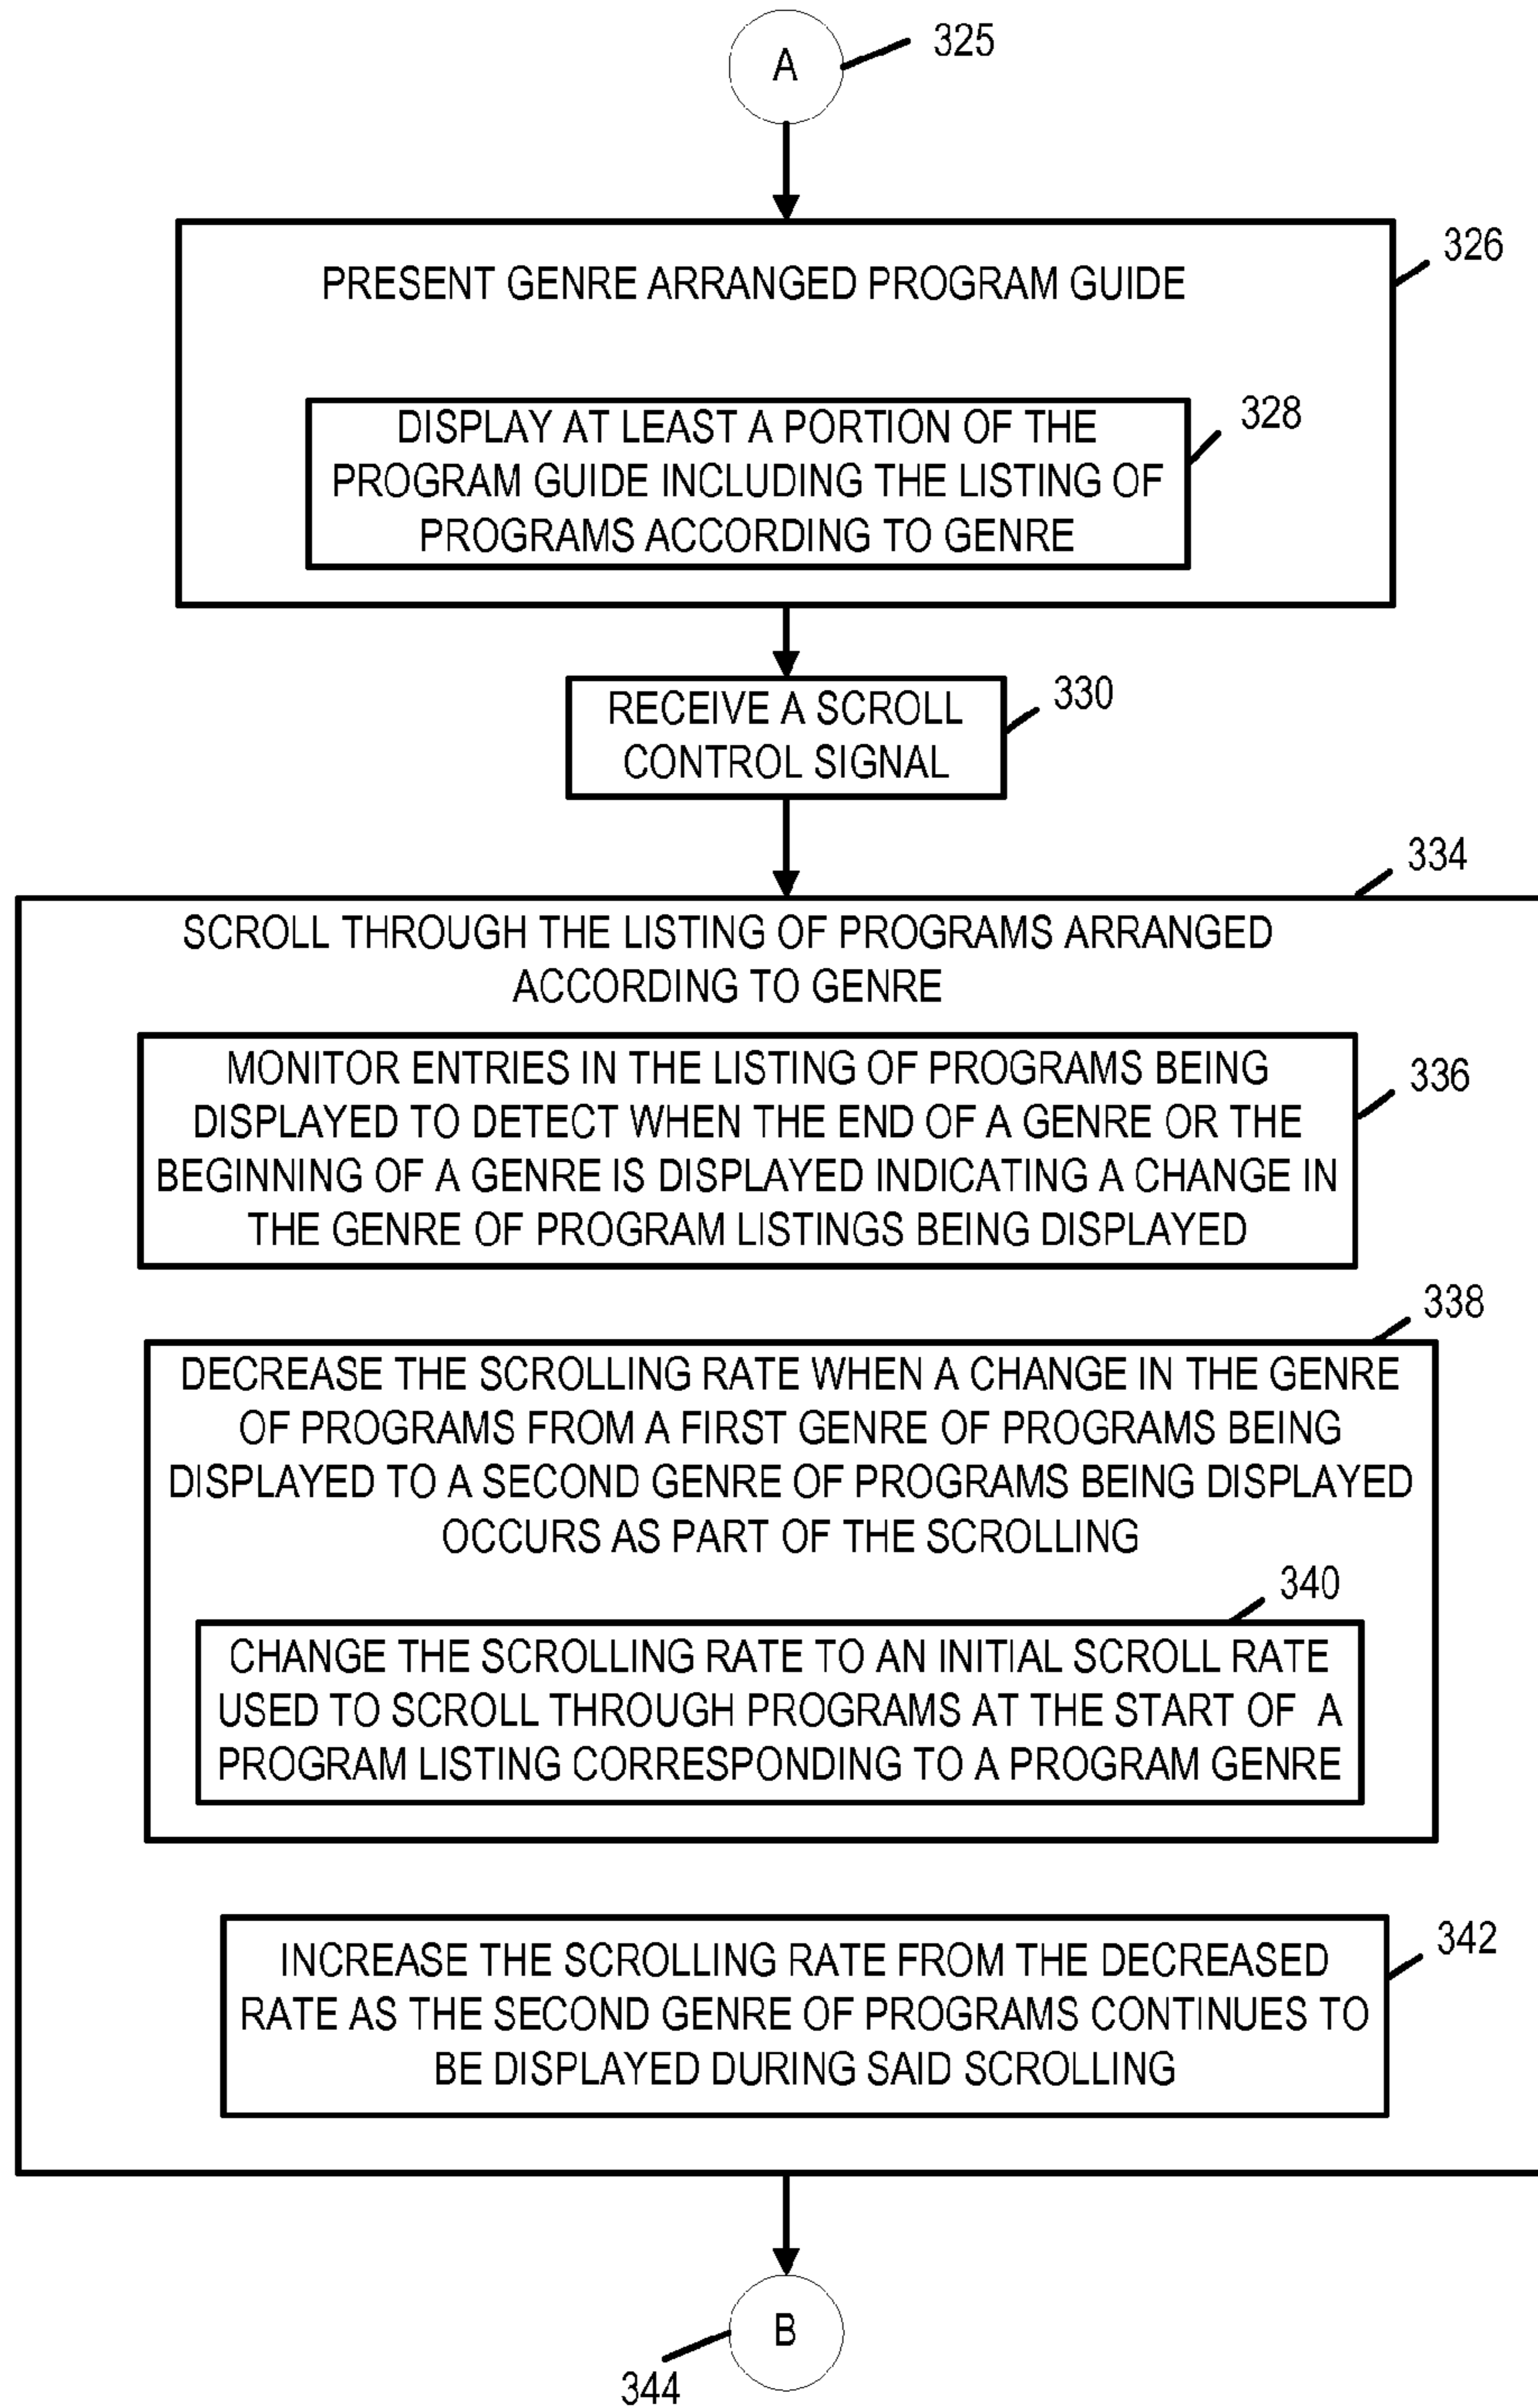 A
325
326
PRESENT GENRE ARRANGED PROGRAM GUIDE
328
DISPLAY AT LEAST A PORTION OF THE
PROGRAM GUIDE INCLUDING THE LISTING OF
PROGRAMS ACCORDING TO GENRE
330
RECEIVE A SCROLL
CONTROL SIGNAL
334
SCROLL THROUGH THE LISTING OF PROGRAMS ARRANGED
ACCORDING TO GENRE
336
MONITOR ENTRIES IN THE LISTING OF PROGRAMS BEING
DISPLAYED TO DETECT WHEN THE END OF A GENRE OR THE
BEGINNING OF A GENRE IS DISPLAYED INDICATING A CHANGE IN
THE GENRE OF PROGRAM LISTINGS BEING DISPLAYED
338
DECREASE THE SCROLLING RATE WHEN A CHANGE IN THE GENRE
OF PROGRAMS FROM A FIRST GENRE OF PROGRAMS BEING
DISPLAYED TO A SECOND GENRE OF PROGRAMS BEING DISPLAYED
OCCURS AS PART OF THE SCROLLING
340
CHANGE THE SCROLLING RATE TO AN INITIAL SCROLL RATE
USED TO SCROLL THROUGH PROGRAMS AT THE START OF A
PROGRAM LISTING CORRESPONDING TO A PROGRAM GENRE
342
INCREASE THE SCROLLING RATE FROM THE DECREASED
RATE AS THE SECOND GENRE OF PROGRAMS CONTINUES TO
BE DISPLAYED DURING SAID SCROLLING
B
344